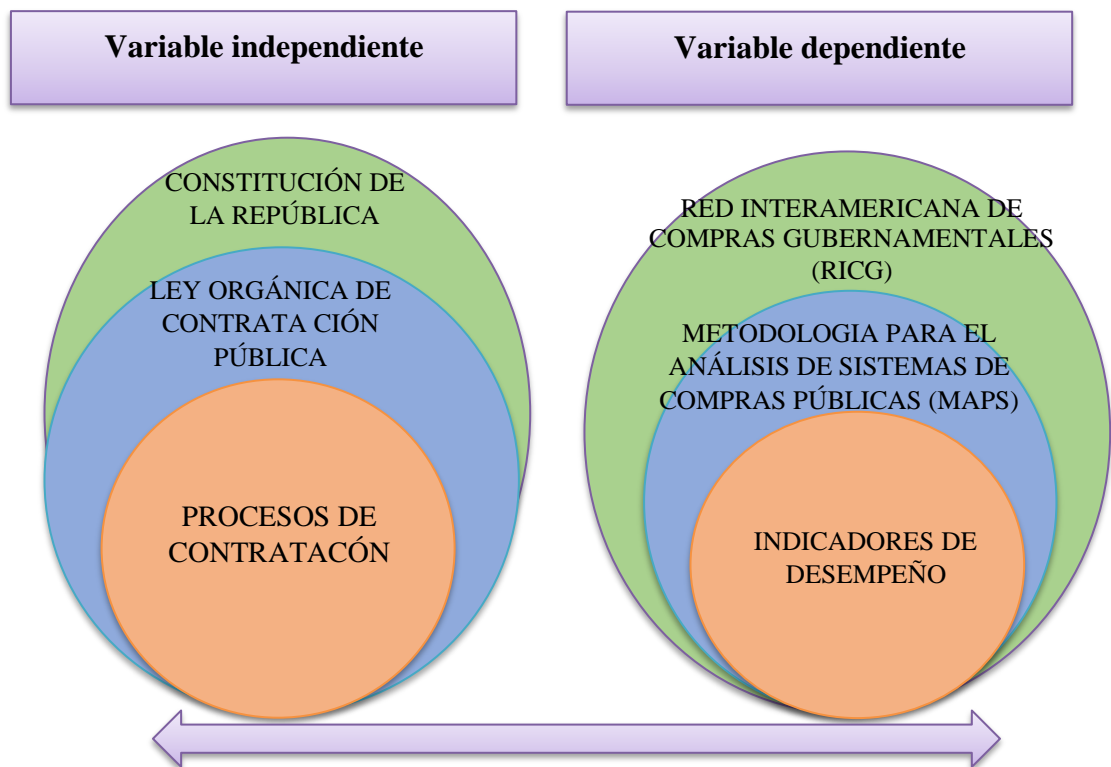 Variable independiente
Variable dependiente
CONSTITUCIÓN DE
LA REPÚBLICA
LEY ORGÁNICA DE
CONTRATA CIÓN
PÚBLICA
PROCESOS DE
CONTRATACÓN
RED INTERAMERICANA DE
COMPRAS GUBERNAMENTALES
(RICG)
METODOLOGIA PARA EL
ANÁLISIS DE SISTEMAS DE
COMPRAS PÚBLICAS (MAPS)
INDICADORES DE
DESEMPEÑO